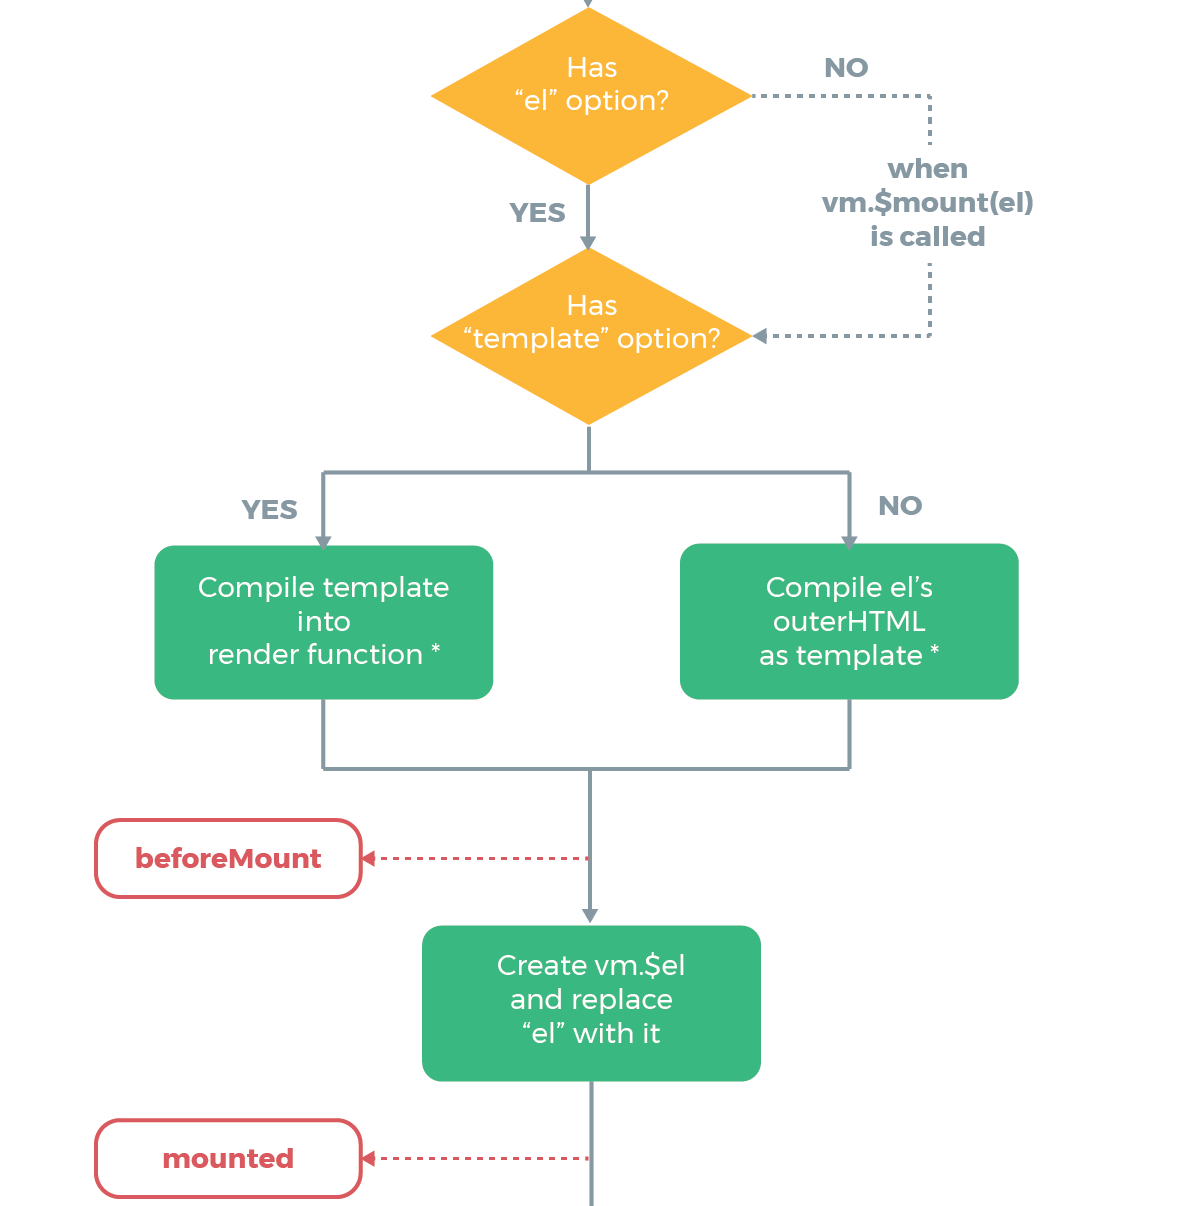 Has
“el” option?
NO
when
vm.$mount(el)
is called
YES
Has
“template” option?
YES
NO
Compile template
into
render function *
Compile el’s
outerHTML
as template *
beforeMount
Create vm.$el
and replace
“el” with it
mounted